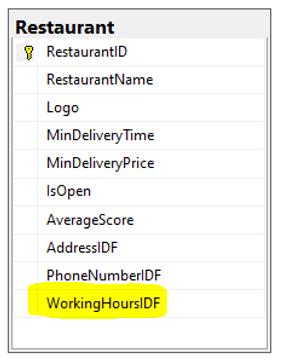 Restaurant
RestaurantID
RestaurantName
Logo
MinDeliveryTime
MinDeliveryPrice
IsOpen
AverageScore
AddressIDF
PhoneNumberIDF
WorkingHoursIDF